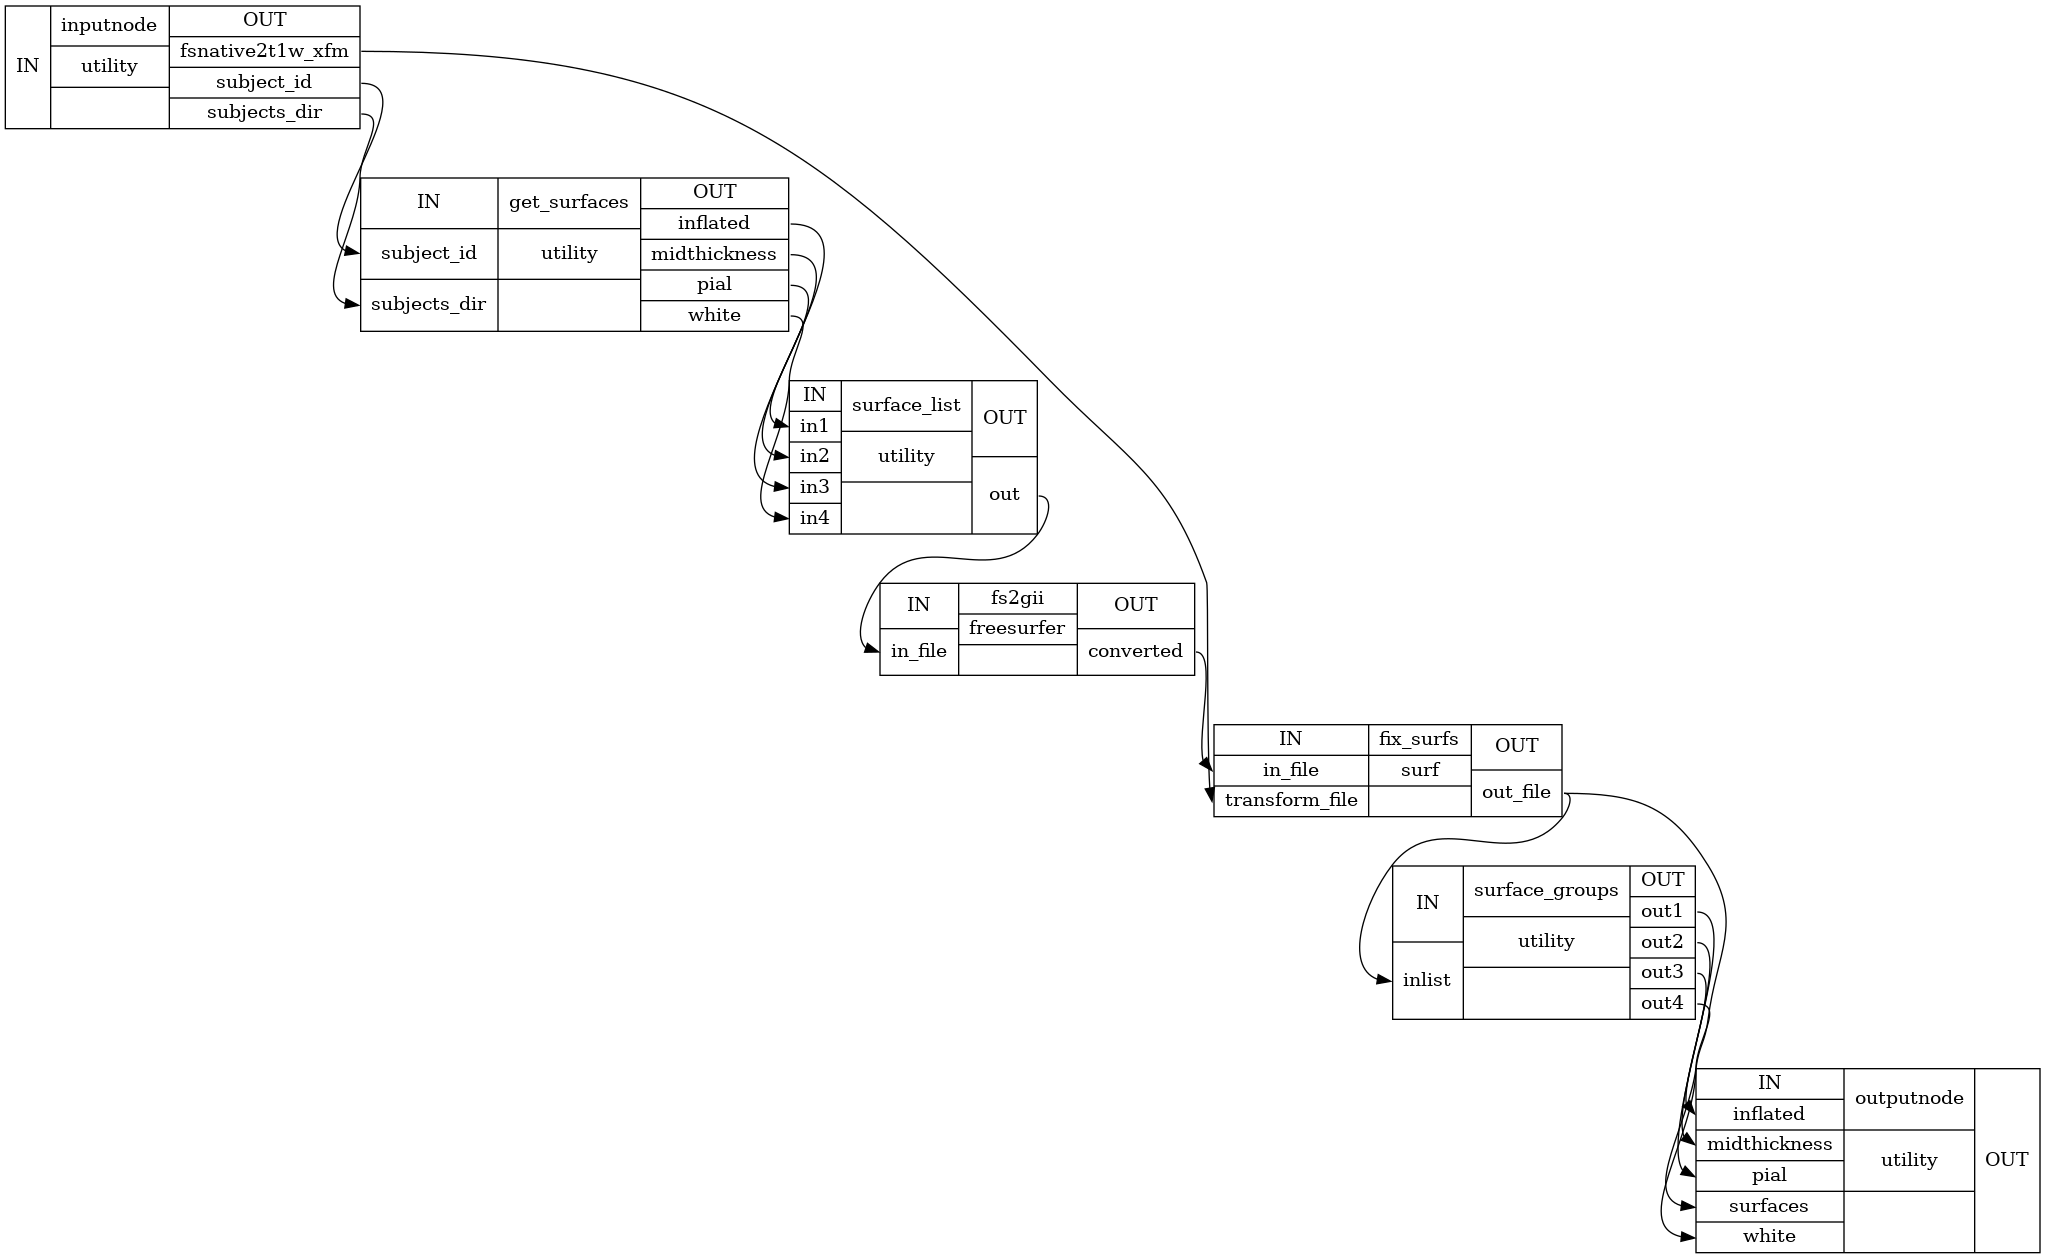 IN
inputnode
utility
OUT
fsnative2t1w_xfm
subject_id
subjects_dir
IN
subject_id
subjects_dir
get_surfaces
utility
OUT
inflated
midthickness
pial
white
IN
in1
in2
in3
in4
surface_list
utility
OUT
out
IN
in_file
fs2gii
freesurfer
OUT
converted
IN
in_file
transform_file
fix_surfs
surf
OUT
out_file
IN
inlist
surface_groups
utility
OUT
out1
out2
out3
out4
IN
inflated
midthickness
pial
surfaces
white
outputnode
utility
OUT